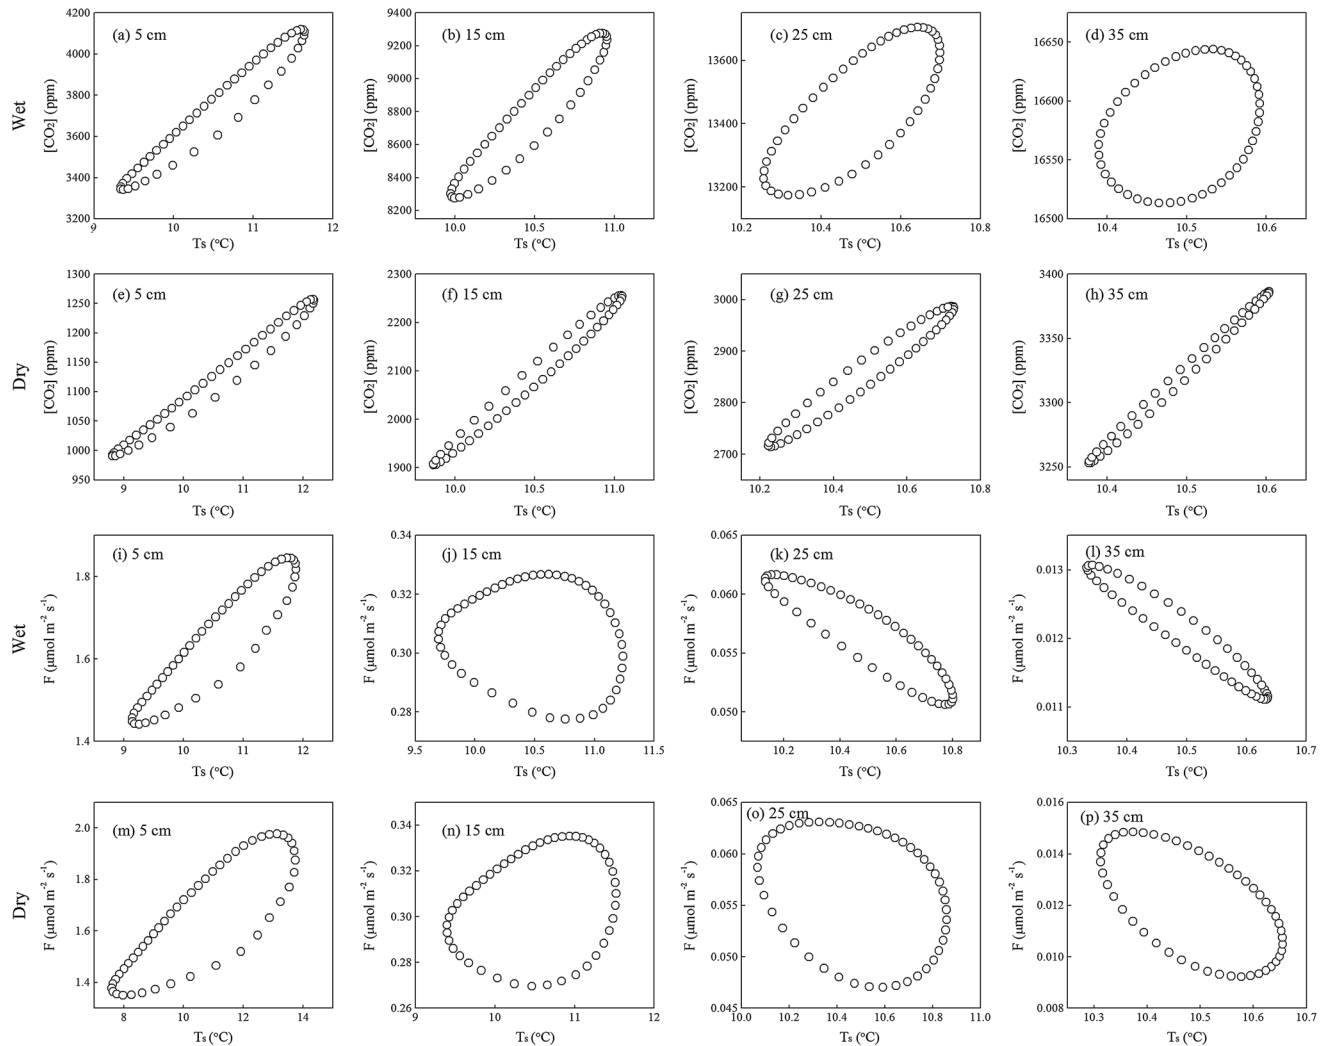 Wet
(a) 5 cm
[CO2] (ppm)
4200
4000
3800
3600
3400
3200
9
10
11
12
Ts (°C)
(b) 15 cm
[CO2] (ppm)
9400
9200
9000
8800
8600
8400
8200
10.0
10.5
11.0
Ts (°C)
(c) 25 cm
[CO2] (ppm)
13600
13400
13200
10.2
10.4
10.6
10.8
Ts (°C)
(d) 35 cm
[CO2] (ppm)
16650
16600
16550
16500
10.4
10.5
10.6
Ts (°C)
Dry
(e) 5 cm
[CO2] (ppm)
1300
1250
1200
1150
1100
1050
1000
950
9
10
11
12
Ts (°C)
(f) 15 cm
[CO2] (ppm)
2300
2200
2100
2000
1900
10.0
10.5
11.0
Ts (°C)
(g) 25 cm
[CO2] (ppm)
3000
2900
2800
2700
10.2
10.4
10.6
10.8
Ts (°C)
(h) 35 cm
[CO2] (ppm)
3400
3350
3300
3250
10.4
10.5
10.6
Ts (°C)
Wet
(i) 5 cm
F (μmol m⁻² s⁻¹)
1.8
1.6
1.4
9
10
11
12
Ts (°C)
(j) 15 cm
F (μmol m⁻² s⁻¹)
0.34
0.32
0.30
0.28
9.5
10.0
10.5
11.0
11.5
Ts (°C)
(k) 25 cm
F (μmol m⁻² s⁻¹)
0.065
0.060
0.055
0.050
10.2
10.4
10.6
10.8
Ts (°C)
(l) 35 cm
F (μmol m⁻² s⁻¹)
0.013
0.012
0.011
10.3
10.4
10.5
10.6
10.7
Ts (°C)
Dry
(m) 5 cm
F (μmol m⁻² s⁻¹)
2.0
1.8
1.6
1.4
8
10
12
14
Ts (°C)
(n) 15 cm
F (μmol m⁻² s⁻¹)
0.34
0.32
0.30
0.28
0.26
9
10
11
12
Ts (°C)
(o) 25 cm
F (μmol m⁻² s⁻¹)
0.065
0.060
0.055
0.050
0.045
10.0
10.2
10.4
10.6
10.8
11.0
Ts (°C)
(p) 35 cm
F (μmol m⁻² s⁻¹)
0.016
0.014
0.012
0.010
0.008
10.3
10.4
10.5
10.6
10.7
Ts (°C)